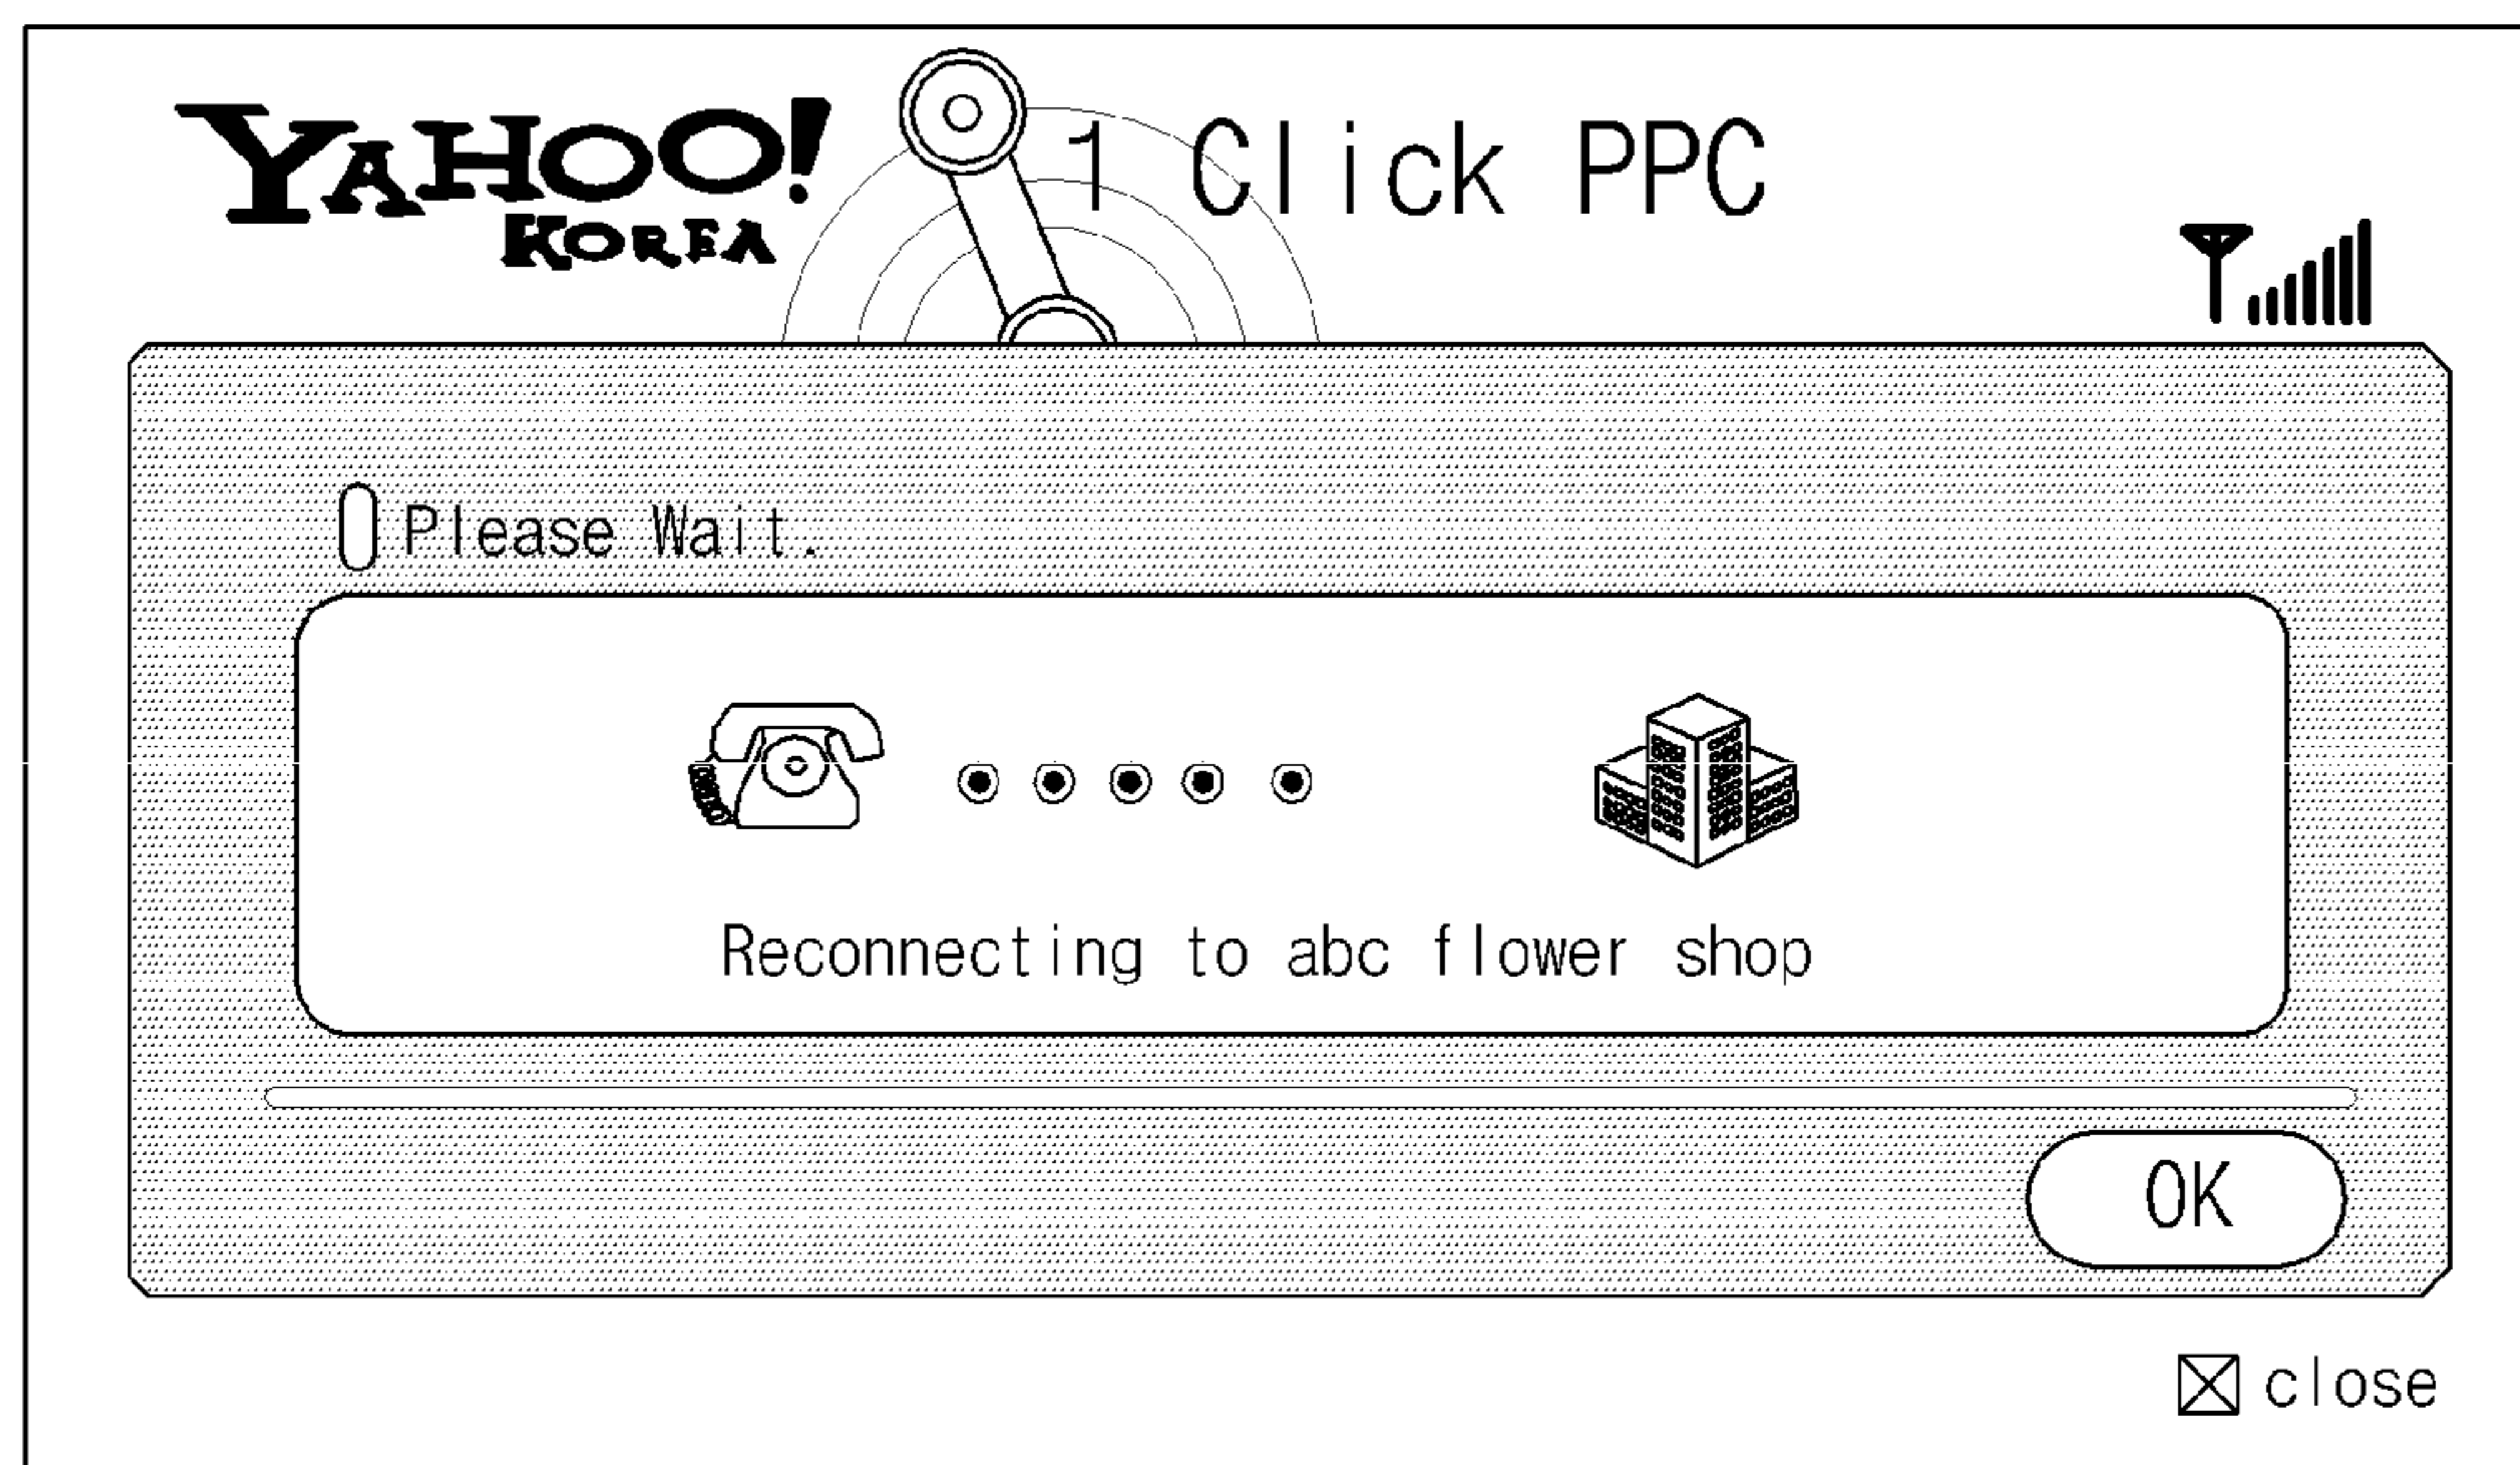 YAHOO!
KOREA
1 Click PPC
Please Wait.
Reconnecting to abc flower shop
OK
close